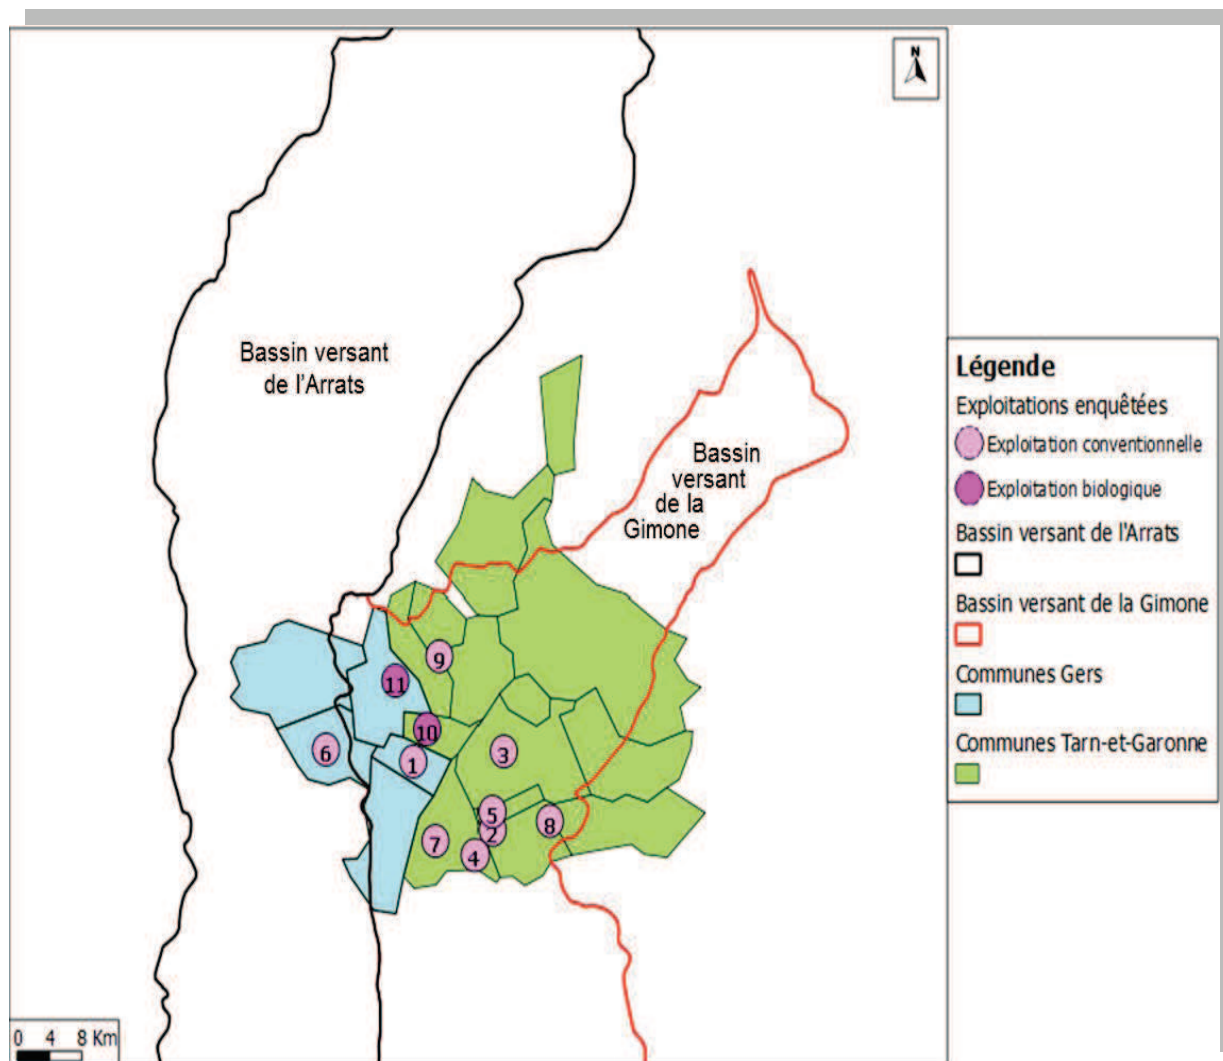 N
Bassin versant
de l'Arrats
Bassin
versant
de la
Gimone
9
11
10
6
1
3
5
2
8
7
4
0 4 8 Km
Légende
Exploitations enquêtées
Exploitation conventionnelle
Exploitation biologique
Bassin versant de l'Arrats
Bassin versant de la Gimone
Communes Gers
Communes Tarn-et-Garonne